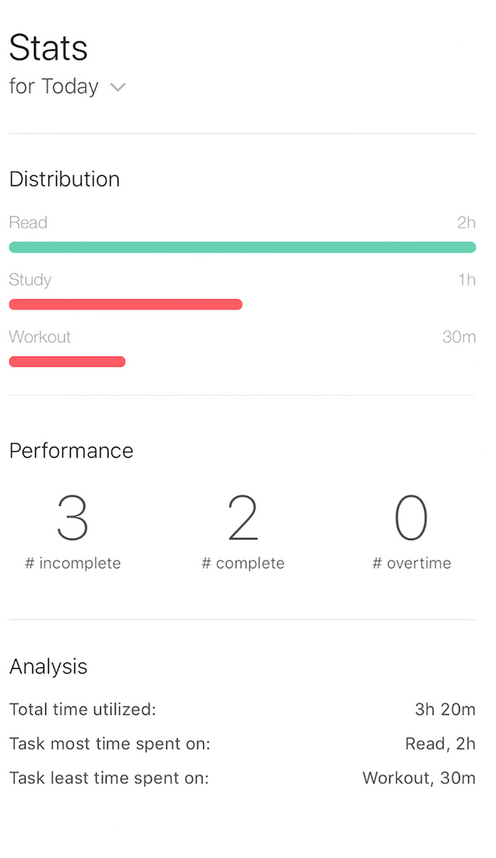 Stats
for Today
Distribution
Read 2h
Study 1h
Workout 30m
Performance
3 2 0
# incomplete # complete # overtime
Analysis
Total time utilized: 3h 20m
Task most time spent on: Read, 2h
Task least time spent on: Workout, 30m